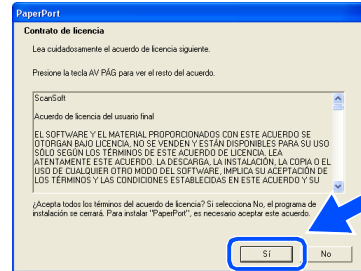 PaperPort
Contrato de licencia
Lea cuidadosamente el acuerdo de licencia siguiente.
Presione la tecla AV PÁG para ver el resto del acuerdo.
ScanSoft
Acuerdo de licencia del usuario final
EL SOFTWARE Y EL MATERIAL PROPORCIONADOS CON ESTE ACUERDO SE
OTORGAN BAJO LICENCIA, NO SE VENDEN Y ESTÁN DISPONIBLES PARA SU USO
SÓLO SEGÚN LOS TÉRMINOS DE ESTE ACUERDO DE LICENCIA. LEA
ATENTAMENTE ESTE ACUERDO. LA DESCARGA, LA INSTALACIÓN, LA COPIA O EL
USO DE CUALQUIER OTRO MODO DEL SOFTWARE, IMPLICA SU ACEPTACIÓN DE
LOS TÉRMINOS Y LAS CONDICIONES ESTABLECIDAS EN ESTE ACUERDO Y SU
¿Acepta todos los términos del acuerdo de licencia? Si selecciona No, el programa de
instalación se cerrará. Para instalar "PaperPort", es necesario aceptar este acuerdo.
Sí
No